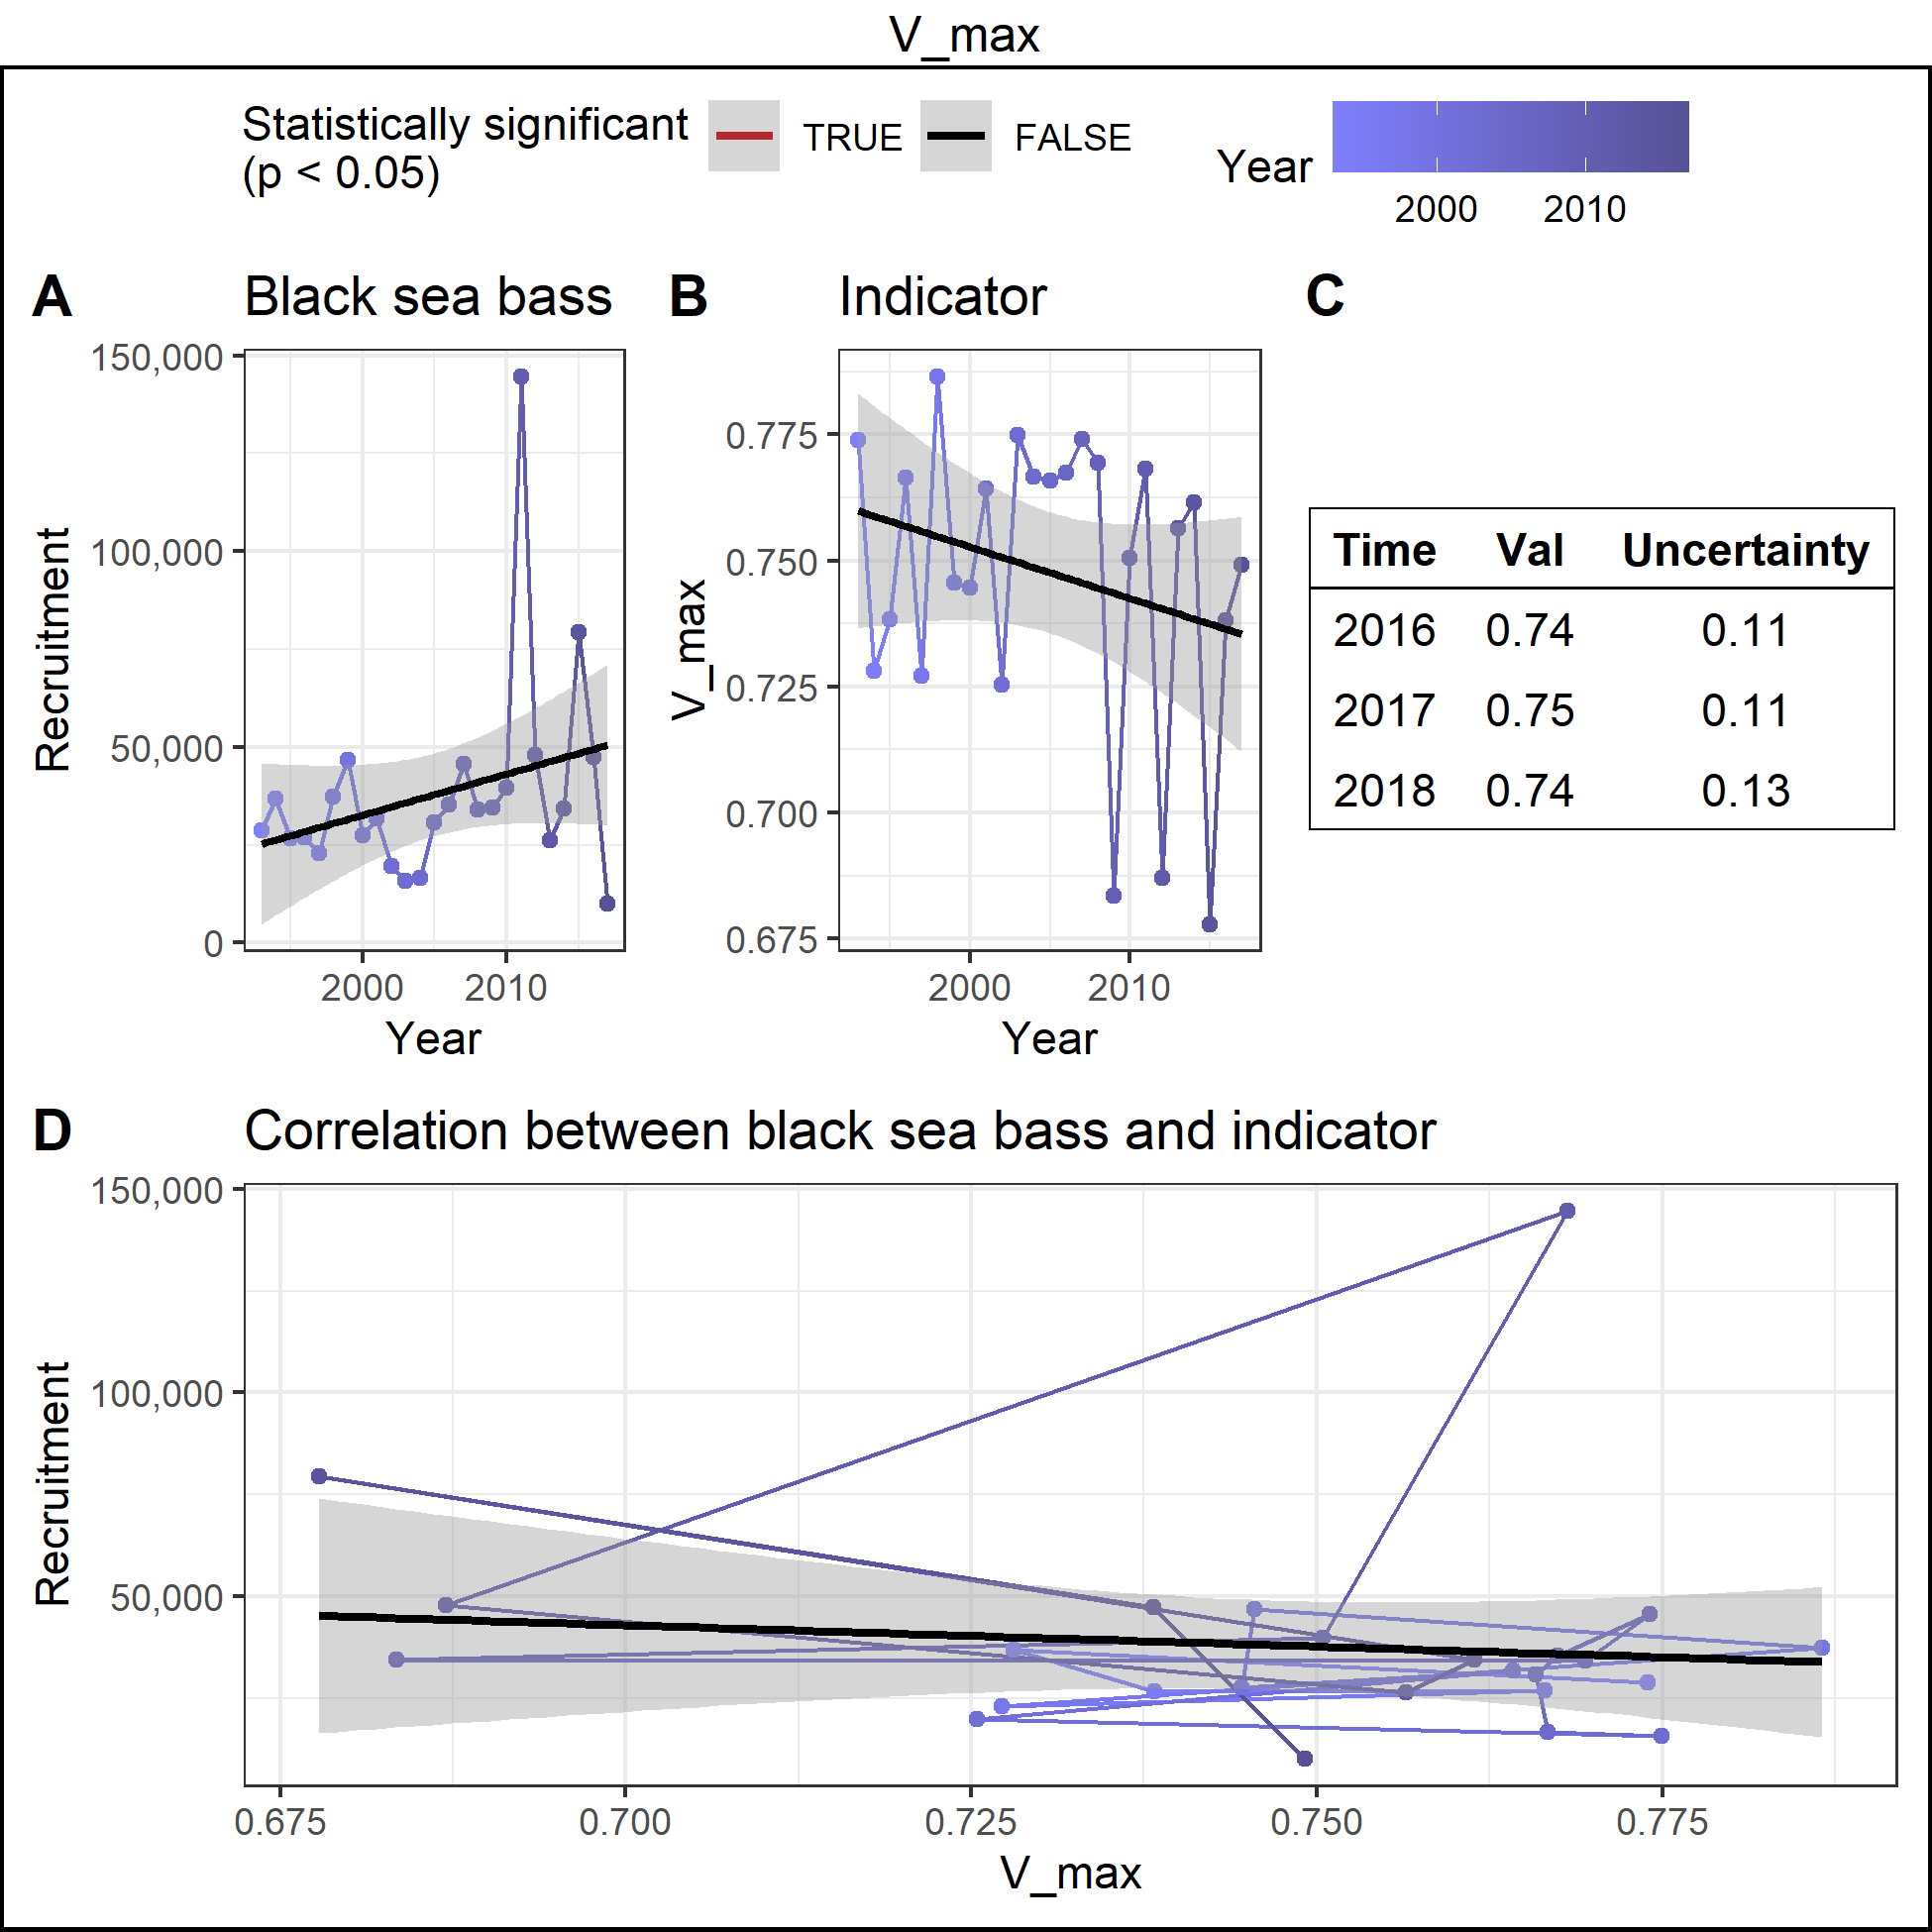 V_max
Statistically significant
(p < 0.05)
TRUE
FALSE
Year
2000 2010
A Black sea bass
150,000
100,000
50,000
0
Recruitment
2000 2010
Year
B Indicator
0.775
0.750
0.725
0.700
0.675
V_max
2000 2010
Year
C
Time Val Uncertainty
2016 0.74 0.11
2017 0.75 0.11
2018 0.74 0.13
D Correlation between black sea bass and indicator
150,000
100,000
50,000
Recruitment
0.675 0.700 0.725 0.750 0.775
V_max